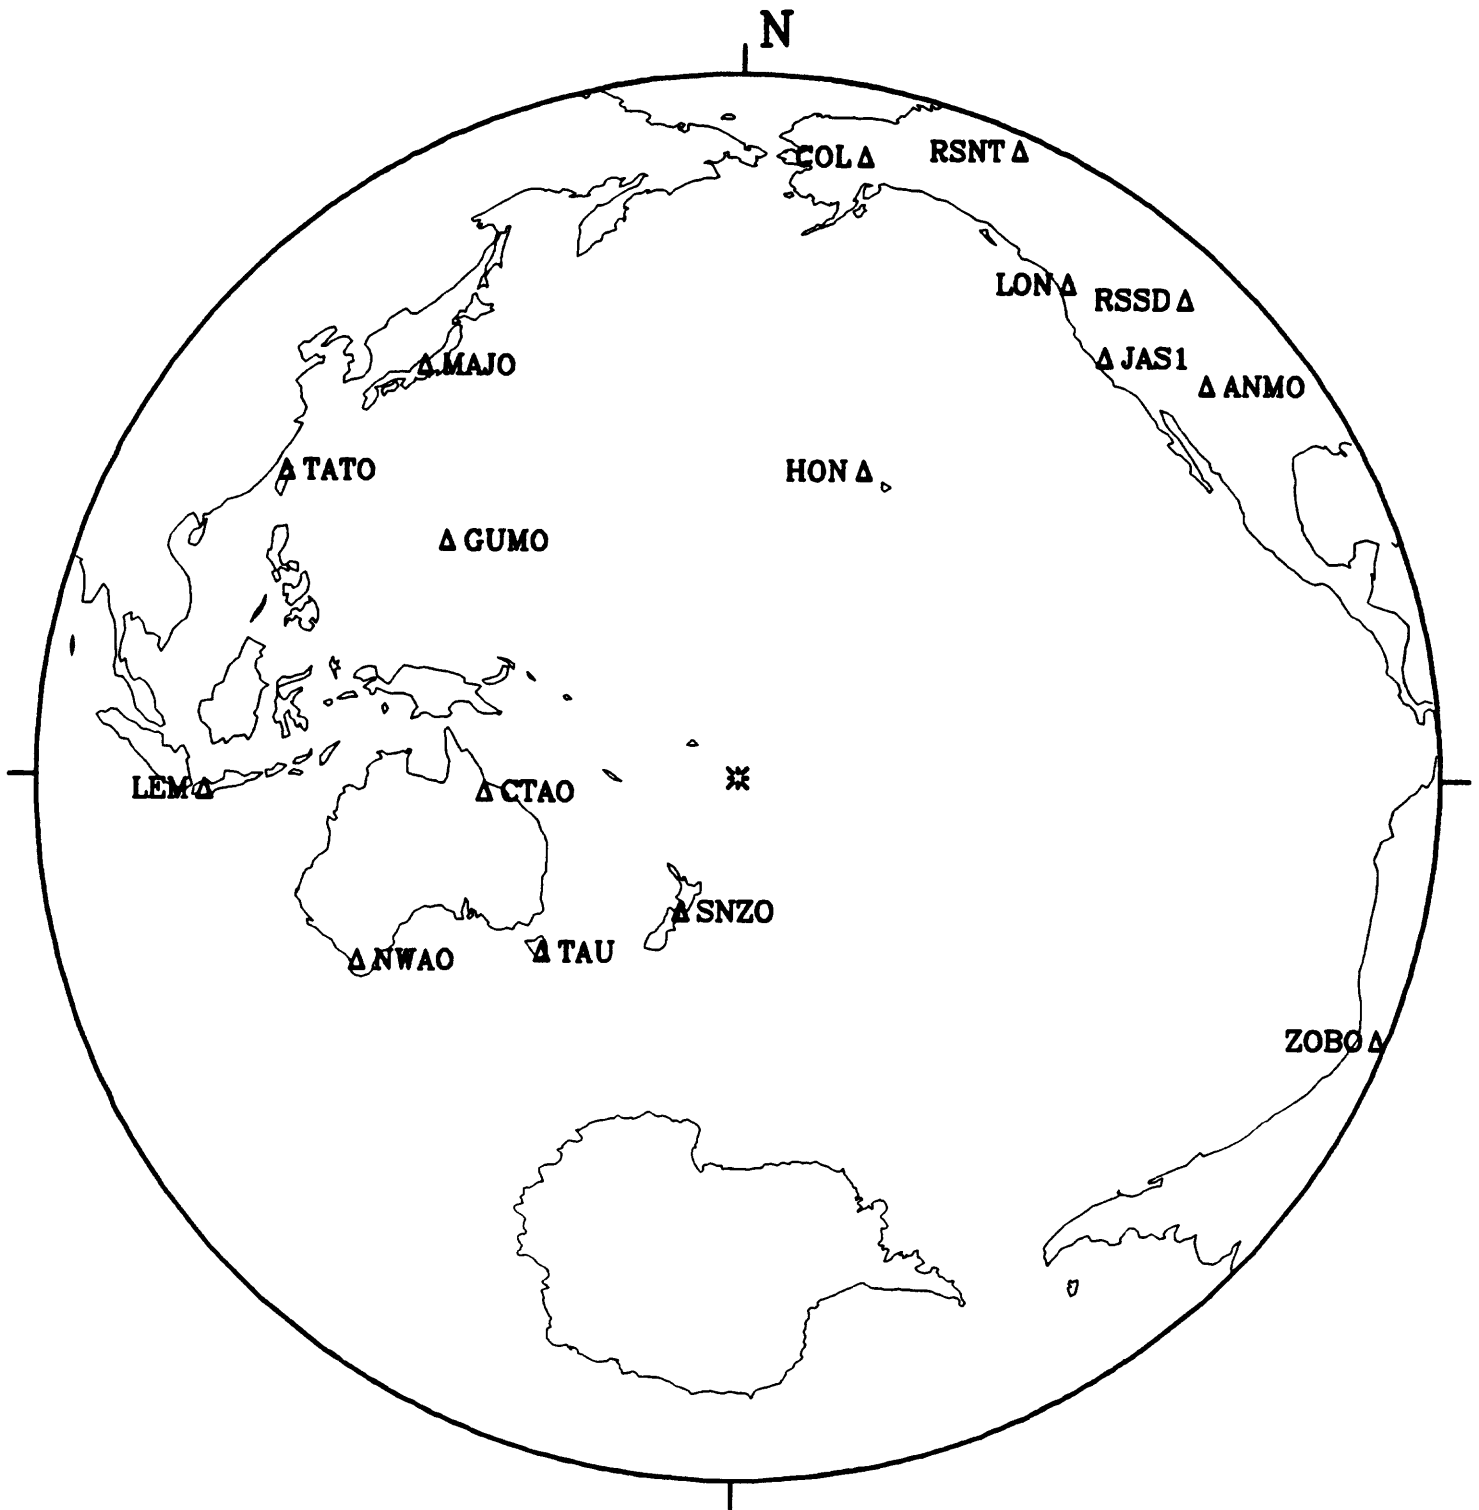 N
COL
RSNT
LON
RSSD
MAJO
JAS1
ANMO
TATO
HON
GUMO
LEM
CTAO
SNZO
NWAO
TAU
ZOBO